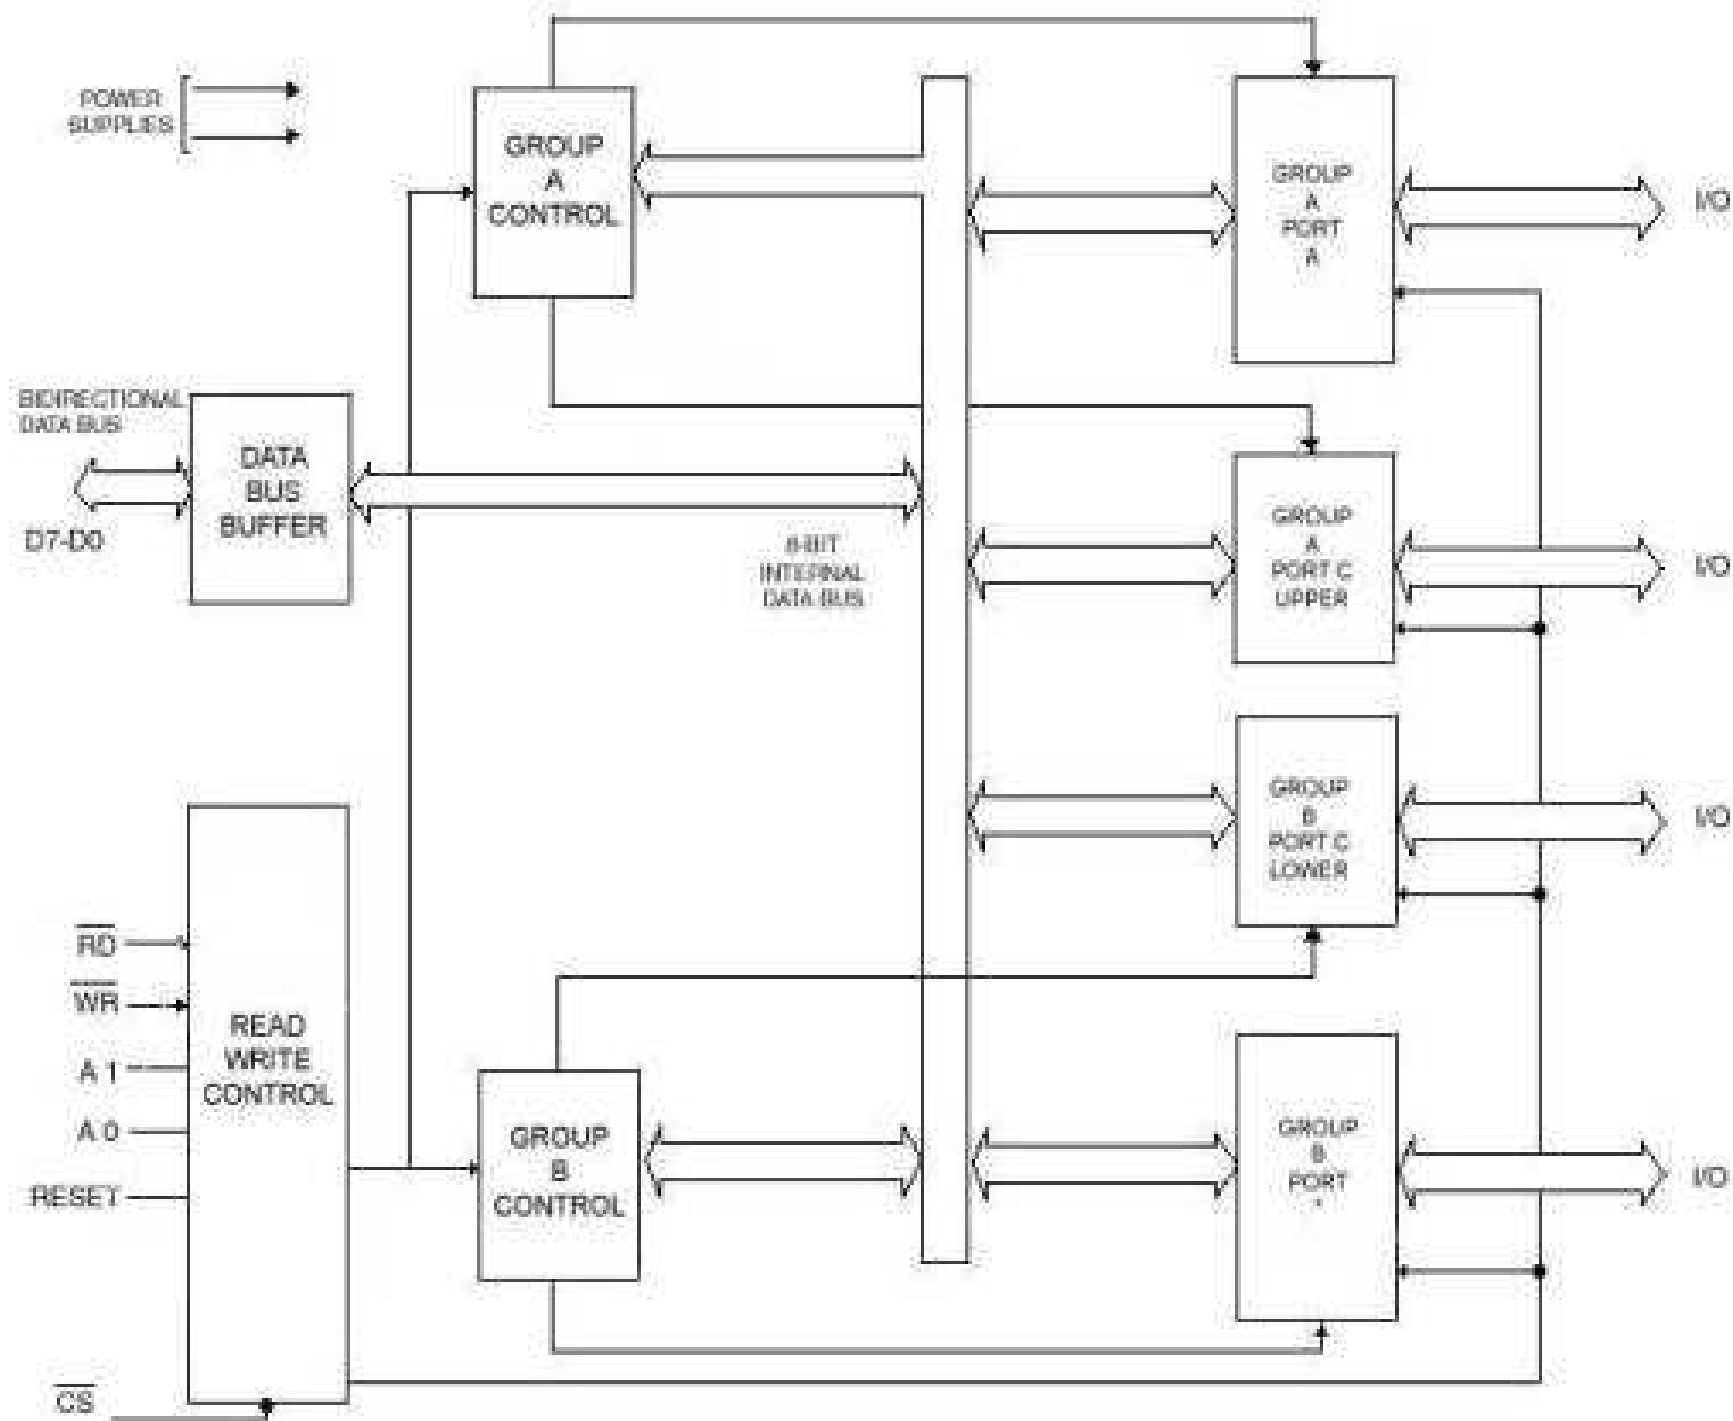 POWER
SUPPLIES
GROUP
A
CONTROL
GROUP
A
PORT
A
I/O
BIDIRECTIONAL
DATA BUS
D7-D0
DATA
BUS
BUFFER
8-BIT
INTERNAL
DATA BUS
GROUP
A
PORT C
UPPER
I/O
GROUP
B
PORT C
LOWER
I/O
RD
WR
A 1
A 0
RESET
CS
READ
WRITE
CONTROL
GROUP
B
CONTROL
GROUP
B
PORT
I/O